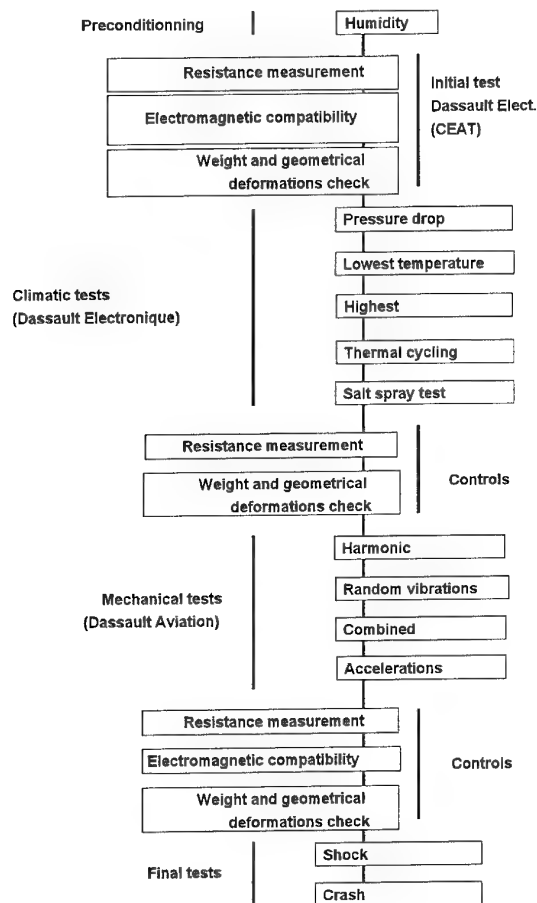 Preconditionning
Humidity
Resistance measurement
Electromagnetic compatibility
Weight and geometrical
deformations check
Initial test
Dassault Elect.
(CEAT)
Pressure drop
Lowest temperature
Highest
Thermal cycling
Salt spray test
Climatic tests
(Dassault Electronique)
Resistance measurement
Weight and geometrical
deformations check
Controls
Harmonic
Random vibrations
Combined
Accelerations
Mechanical tests
(Dassault Aviation)
Resistance measurement
Electromagnetic compatibility
Weight and geometrical
deformations check
Controls
Final tests
Shock
Crash